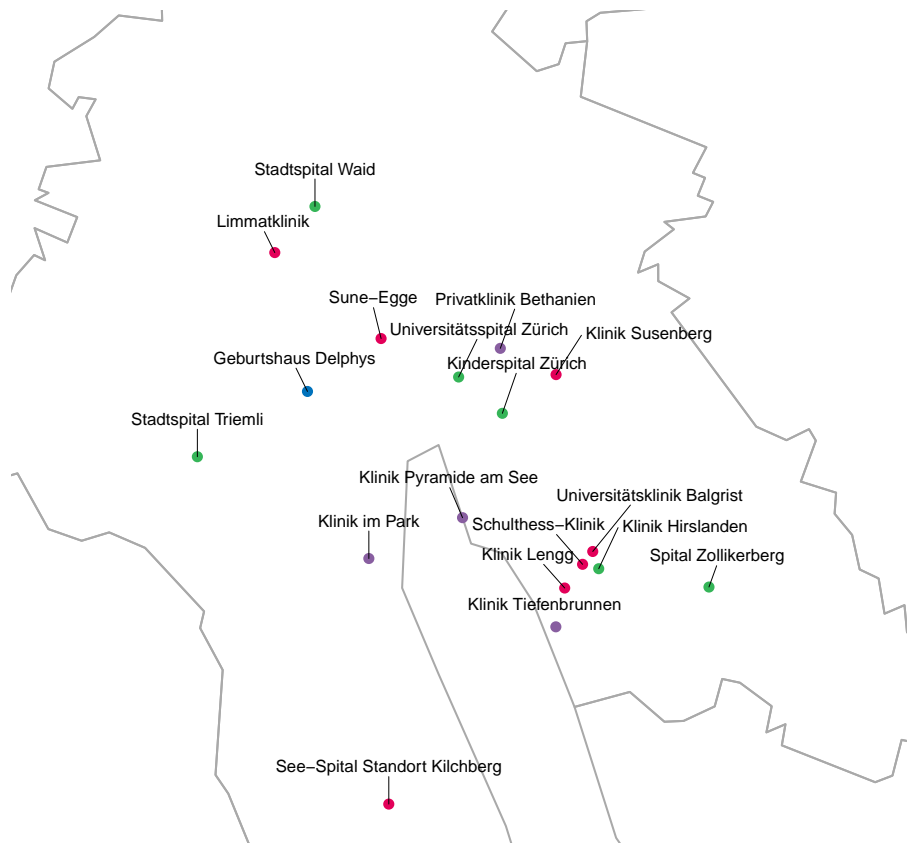 Stadtspital Waid
Limmatklinik
Sune−Egge
Privatklinik Bethanien
Universitätsspital Zürich
Klinik Susenberg
Geburtshaus Delphys
Kinderspital Zürich
Stadtspital Triemli
Klinik Pyramide am See
Universitätsklinik Balgrist
Klinik im Park
Schulthess−Klinik
Klinik Hirslanden
Klinik Lengg
Spital Zollikerberg
Klinik Tiefenbrunnen
See−Spital Standort Kilchberg